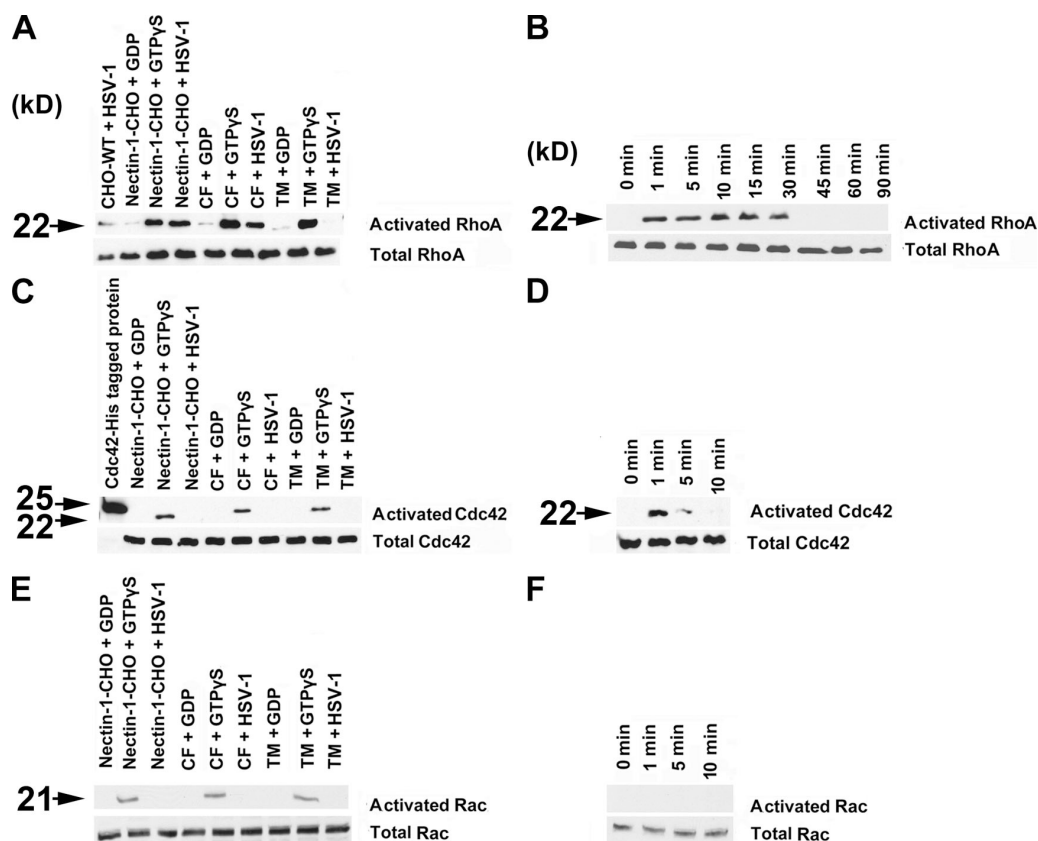 A
(kD)
CHO-WT + HSV-1
Nectin-1-CHO + GDP
Nectin-1-CHO + GTPγS
Nectin-1-CHO + HSV-1
CF + GDP
CF + GTPγS
CF + HSV-1
TM + GDP
TM + GTPγS
TM + HSV-1
22
Activated RhoA
Total RhoA
B
(kD)
0 min
1 min
5 min
10 min
15 min
30 min
45 min
60 min
90 min
22
Activated RhoA
Total RhoA
C
Cdc42-His tagged protein
Nectin-1-CHO + GDP
Nectin-1-CHO + GTPγS
Nectin-1-CHO + HSV-1
CF + GDP
CF + GTPγS
CF + HSV-1
TM + GDP
TM + GTPγS
TM + HSV-1
25
22
Activated Cdc42
Total Cdc42
D
0 min
1 min
5 min
10 min
22
Activated Cdc42
Total Cdc42
E
Nectin-1-CHO + GDP
Nectin-1-CHO + GTPγS
Nectin-1-CHO + HSV-1
CF + GDP
CF + GTPγS
CF + HSV-1
TM +GDP
TM + GTPγS
TM + HSV-1
21
Activated Rac
Total Rac
F
0 min
1 min
5 min
10 min
Activated Rac
Total Rac